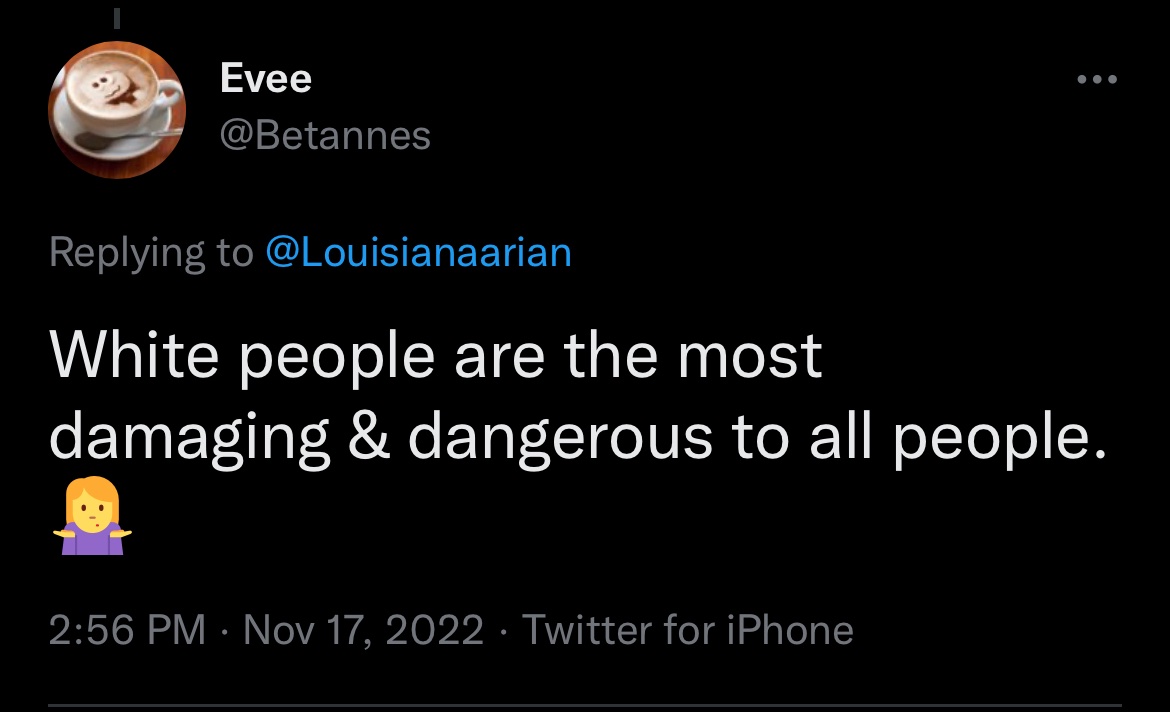 Evee
@Betannes
Replying to @Louisianaarian
White people are the most
damaging & dangerous to all people.
🤷‍♀️
2:56 PM · Nov 17, 2022 · Twitter for iPhone